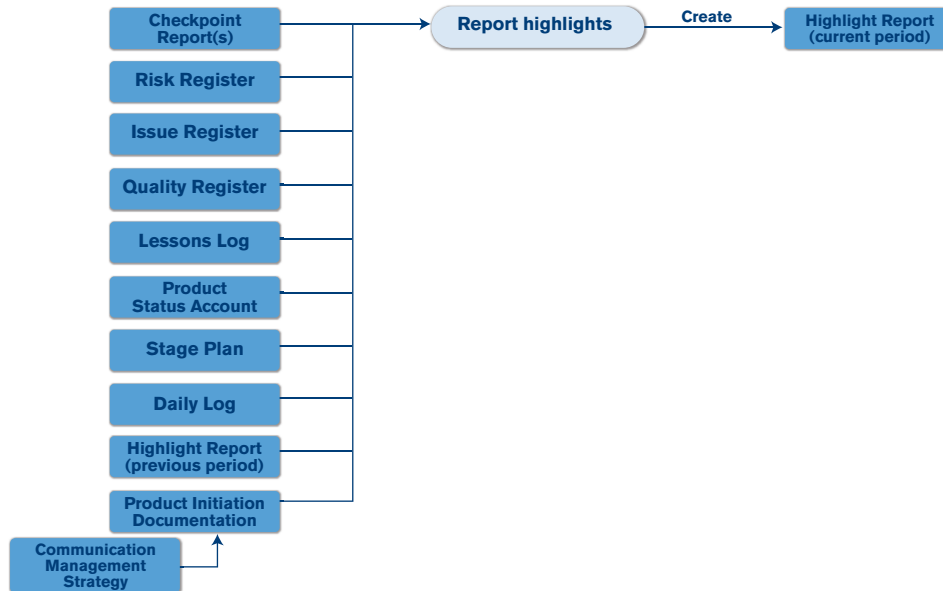 Checkpoint
Report(s)
Report highlights
Create
Highlight Report
(current period)
Risk Register
Issue Register
Quality Register
Lessons Log
Product
Status Account
Stage Plan
Daily Log
Highlight Report
(previous period)
Product Initiation
Documentation
Communication
Management
Strategy